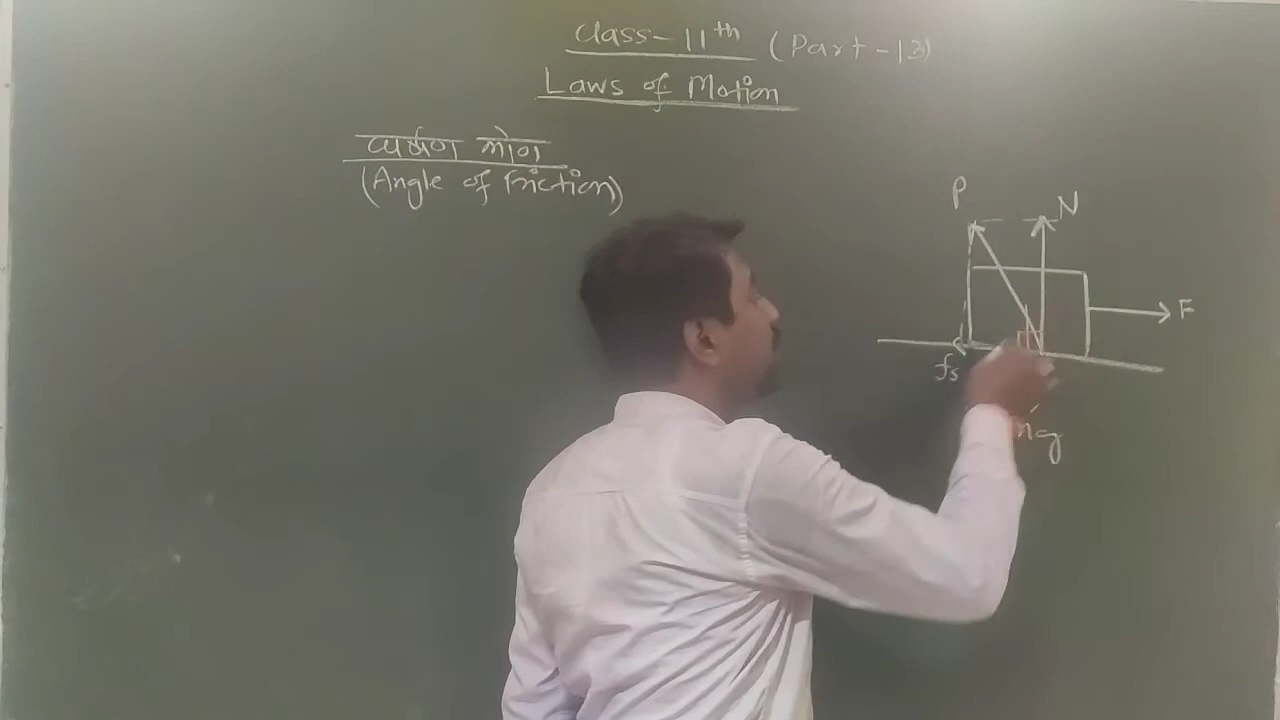 Class-11th (Part-13)
Laws of Motion
घर्षण कोण
(Angle of Friction)
P
N
F
fs
mg